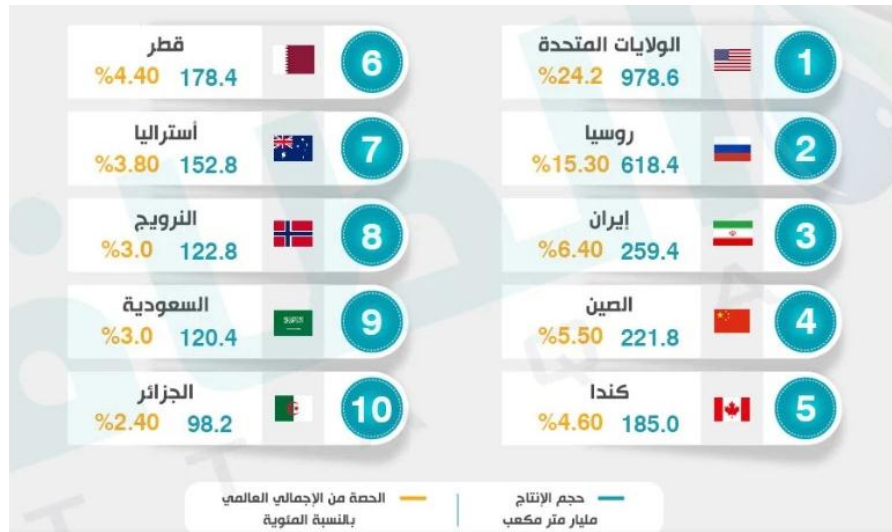 1
الولايات المتحدة
978.6 %24.2
2
روسيا
618.4 %15.30
3
إيران
259.4 %6.40
4
الصين
221.8 %5.50
5
كندا
185.0 %4.60
6
قطر
178.4 %4.40
7
أستراليا
152.8 %3.80
8
النرويج
122.8 %3.0
9
السعودية
120.4 %3.0
10
الجزائر
98.2 %2.40
حجم الإنتاج
مليار متر مكعب
الحصة من الإجمالي العالمي
بالنسبة المئوية